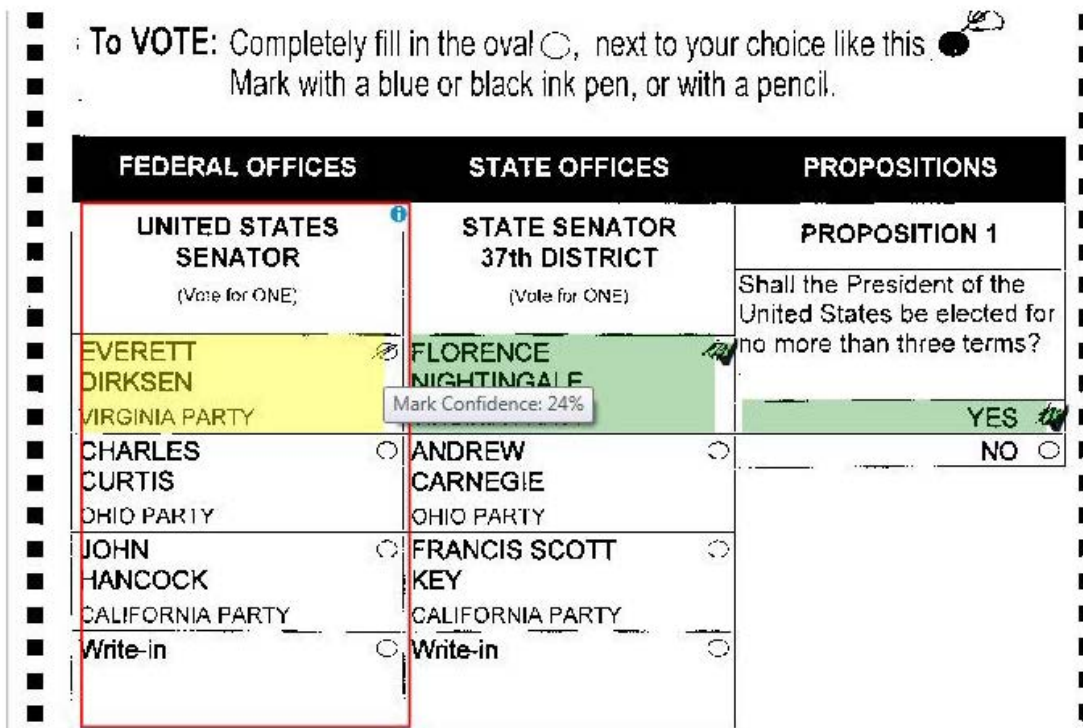 To VOTE: Completely fill in the oval, next to your choice like this
Mark with a blue or black ink pen, or with a pencil.
FEDERAL OFFICES
STATE OFFICES
PROPOSITIONS
UNITED STATES
SENATOR
(Vote for ONE)
EVERETT
DIRKSEN
VIRGINIA PARTY
CHARLES
CURTIS
OHIO PARTY
JOHN
HANCOCK
CALIFORNIA PARTY
Write-in
STATE SENATOR
37th DISTRICT
(Vote for ONE)
FLORENCE
NIGHTINGALE
Mark Confidence: 24%
ANDREW
CARNEGIE
OHIO PARTY
FRANCIS SCOTT
KEY
CALIFORNIA PARTY
Write-in
PROPOSITION 1
Shall the President of the
United States be elected for
no more than three terms?
YES
NO